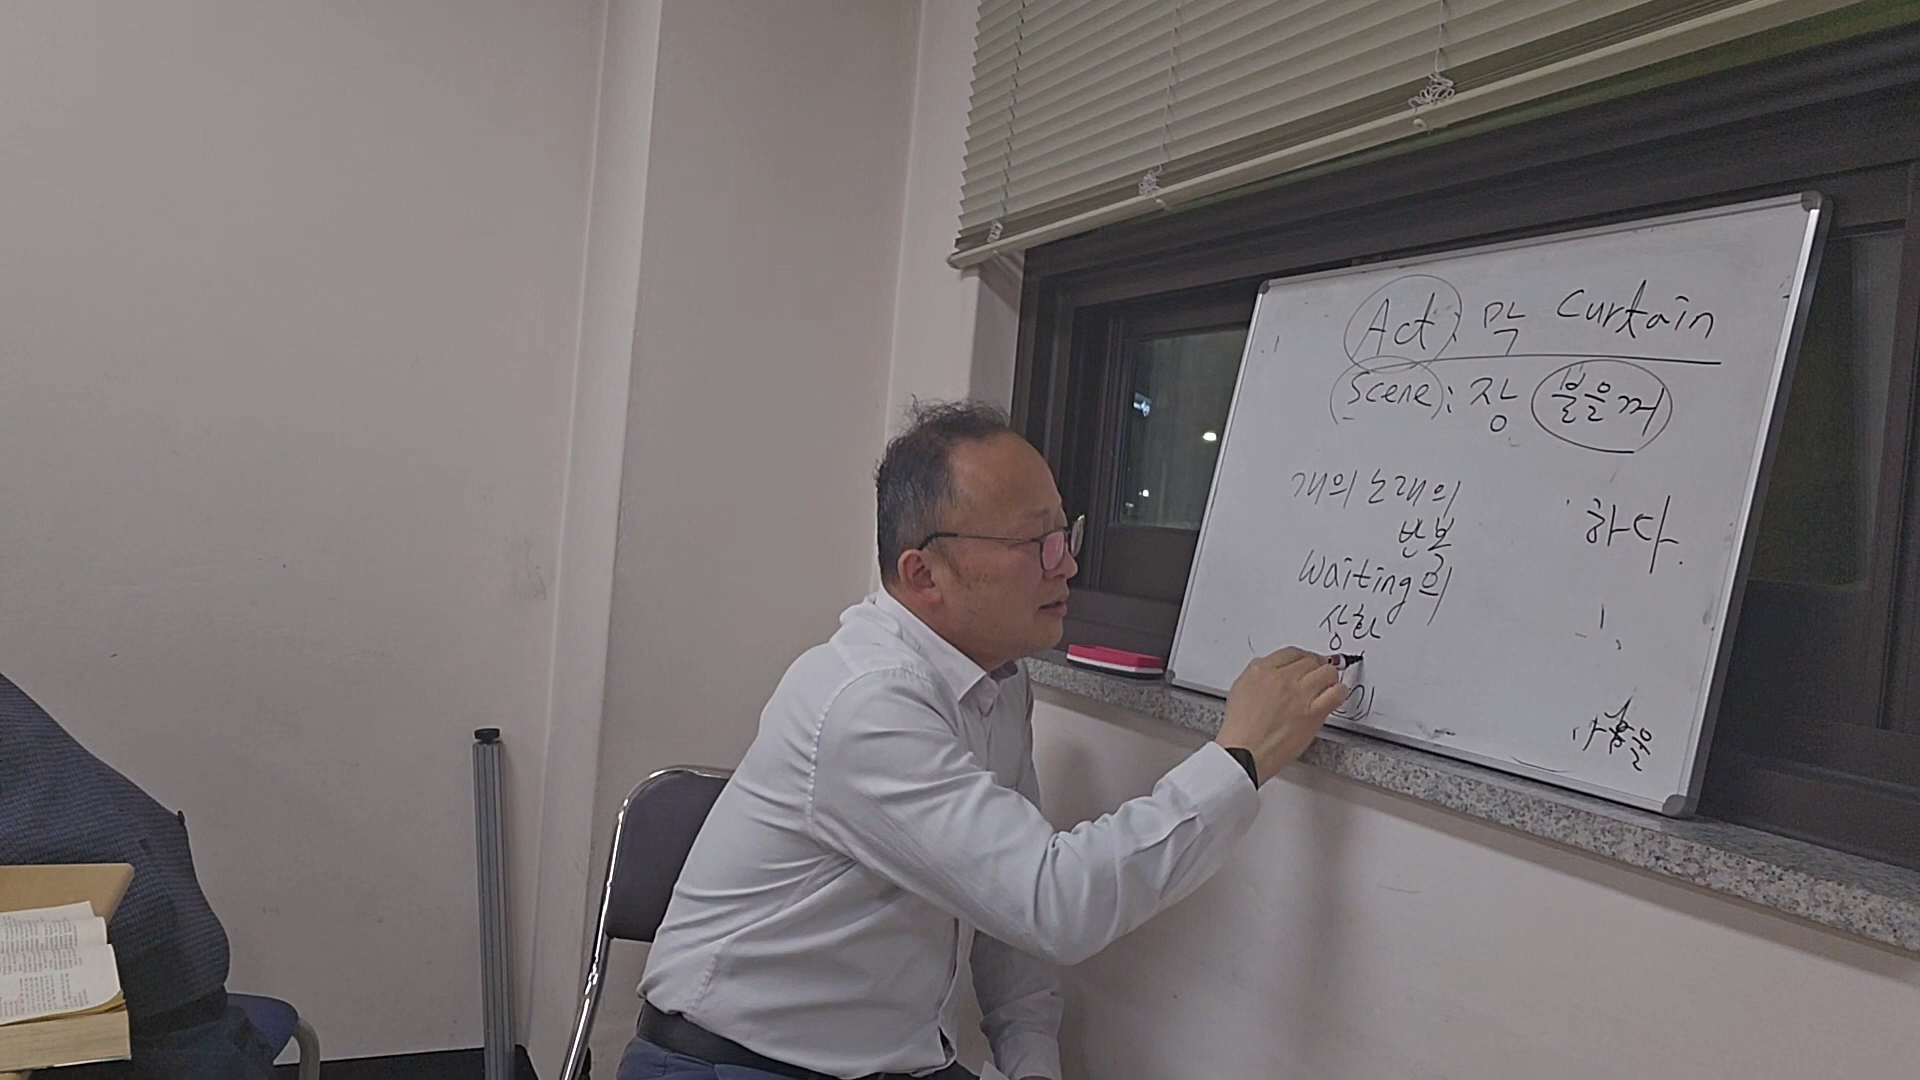 Act: 막 Curtain
Scene: 장 불을꺼
개의 노래의
반복
Waiting의
상황
하다.